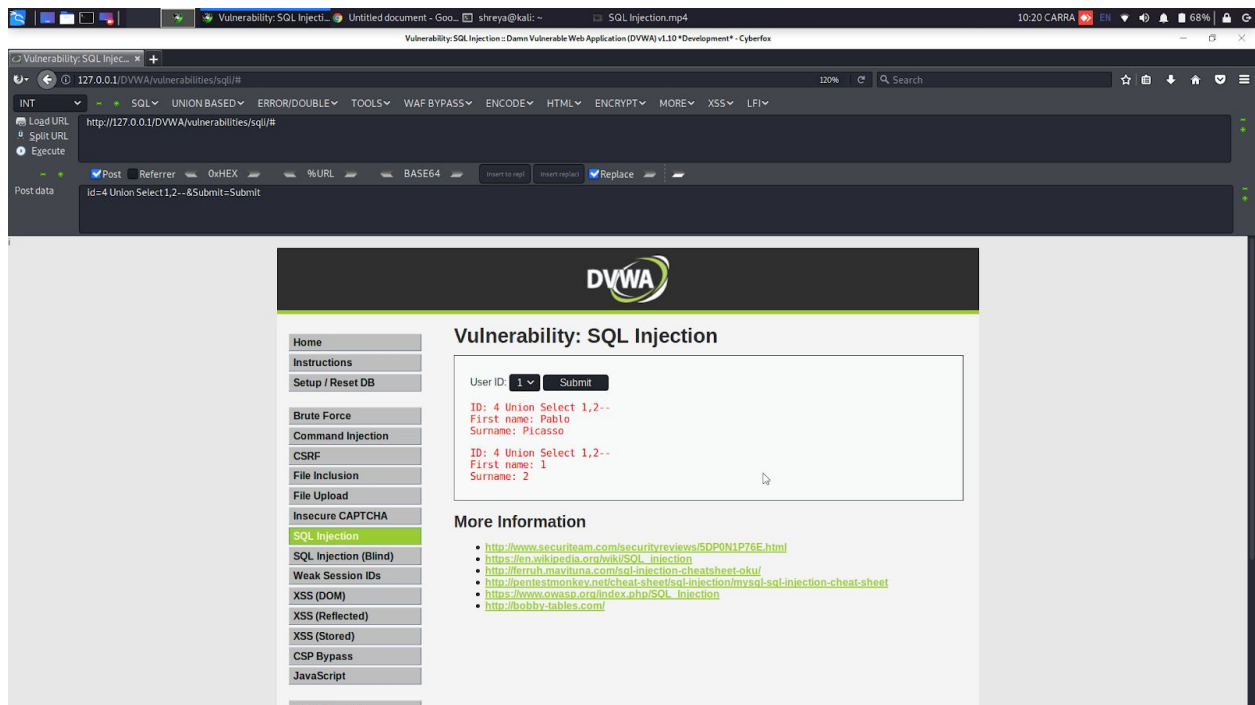 Vulnerability: SQL Injecti... Untitled document - Goo... shreya@kali: ~ SQL Injection.mp4 10:20 CARRA EN 68%
Vulnerability: SQL Injection :: Damn Vulnerable Web Application (DVWA) v1.10 *Development* - Cyberfox
Vulnerability: SQL Injec... × +
127.0.0.1/DVWA/vulnerabilities/sqli/# 120% Search
INT SQL UNION BASED ERROR/DOUBLE TOOLS WAF BYPASS ENCODE HTML ENCRYPT MORE XSS LFI
Load URL http://127.0.0.1/DVWA/vulnerabilities/sqli/#
Split URL
Execute
Post Referrer 0xHEX %URL BASE64 Insert to repl Insert replaci Replace
Post data id=4 Union Select 1,2--&Submit=Submit
DVWA
Home
Instructions
Setup / Reset DB
Brute Force
Command Injection
CSRF
File Inclusion
File Upload
Insecure CAPTCHA
SQL Injection
SQL Injection (Blind)
Weak Session IDs
XSS (DOM)
XSS (Reflected)
XSS (Stored)
CSP Bypass
JavaScript
Vulnerability: SQL Injection
User ID: 1 Submit
ID: 4 Union Select 1,2--
First name: Pablo
Surname: Picasso
ID: 4 Union Select 1,2--
First name: 1
Surname: 2
More Information
http://www.securiteam.com/securityreviews/5DP0N1P76E.html
https://en.wikipedia.org/wiki/SQL_injection
http://ferruh.mavituna.com/sql-injection-cheatsheet-oku/
http://pentestmonkey.net/cheat-sheet/sql-injection/mysql-sql-injection-cheat-sheet
https://www.owasp.org/index.php/SQL_Injection
http://bobby-tables.com/